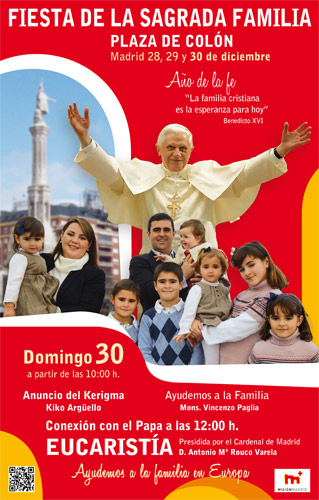 FIESTA DE LA SAGRADA FAMILIA
PLAZA DE COLÓN
Madrid 28, 29 y 30 de diciembre
Año de la fe
"La familia cristiana
es la esperanza para hoy"
Benedicto XVI
Domingo 30
a partir de las 10:00 h.
Anuncio del Kerigma
Kiko Argüello
Ayudemos a la Familia
Mons. Vincenzo Paglia
Conexión con el Papa a las 12:00 h.
EUCARISTÍA Presidida por el Cardenal de Madrid
D. Antonio Mª Rouco Varela
Ayudemos a la familia en Europa
MISIÓNMADRID